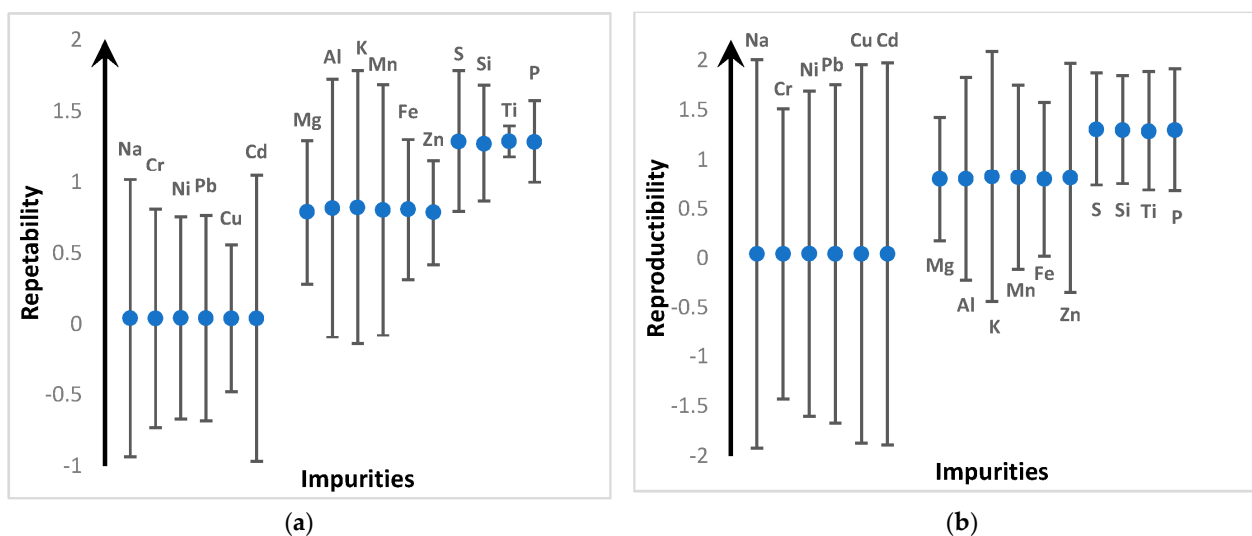 2
1.5
1
0.5
0
-0.5
-1
Repetability
Na
Cr
Ni
Pb
Cu
Cd
Mg
Al
K
Mn
Fe
Zn
S
Si
Ti
P
Impurities
(a)
2
1.5
1
0.5
0
-0.5
-1
-1.5
-2
Reproductibility
Na
Cr
Ni
Pb
Cu
Cd
Mg
Al
K
Mn
Fe
Zn
S
Si
Ti
P
Impurities
(b)